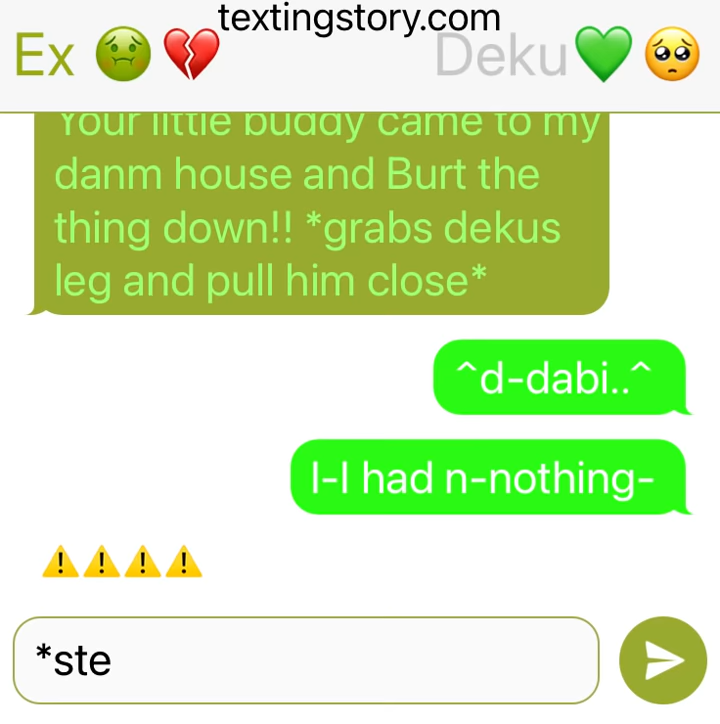 textingstory.com
Ex 🤢💔 Deku💚🥺
Your little buddy came to my
danm house and Burt the
thing down!! *grabs dekus
leg and pull him close*
^d-dabi..^
I-I had n-nothing-
⚠️⚠️⚠️⚠️
*ste